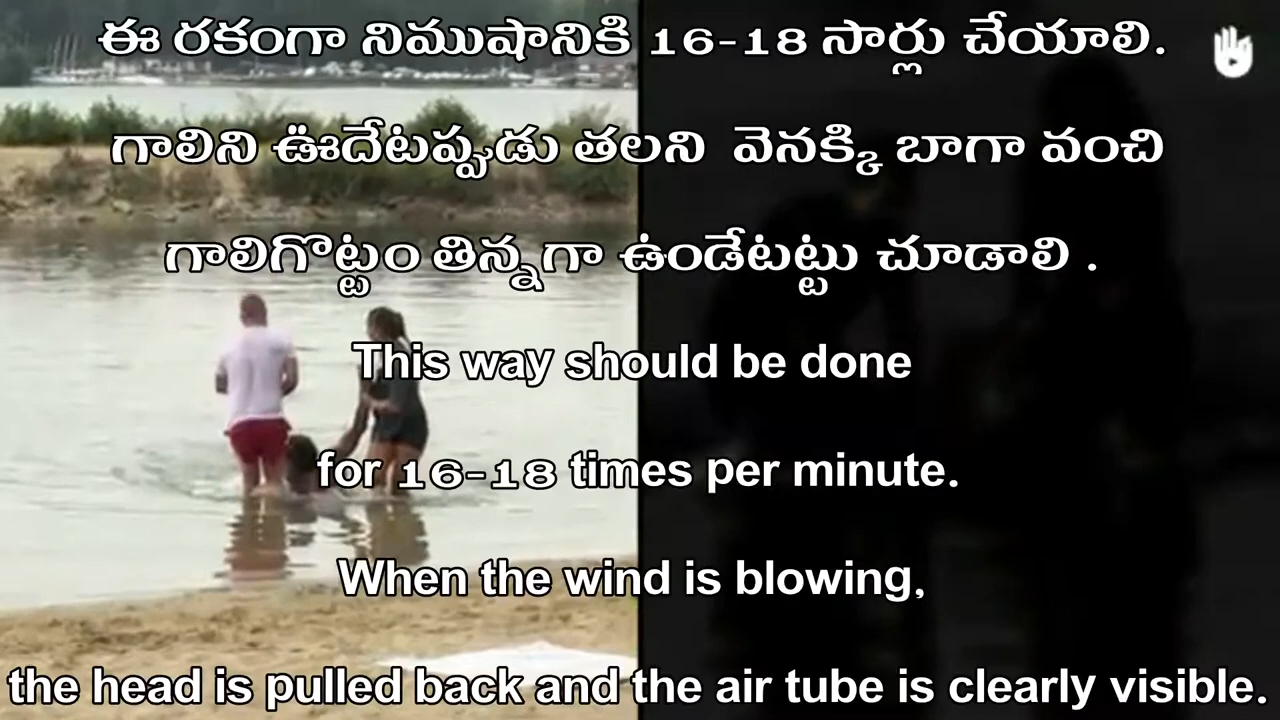 ఈ రకంగా నిముషానికి 16-18 సార్లు చేయాలి.
గాలిని ఊదేటప్పుడు తలని వెనక్కి బాగా వంచి
గాలిగొట్టం తిన్నగా ఉండేటట్టు చూడాలి .
This way should be done
for 16-18 times per minute.
When the wind is blowing,
the head is pulled back and the air tube is clearly visible.